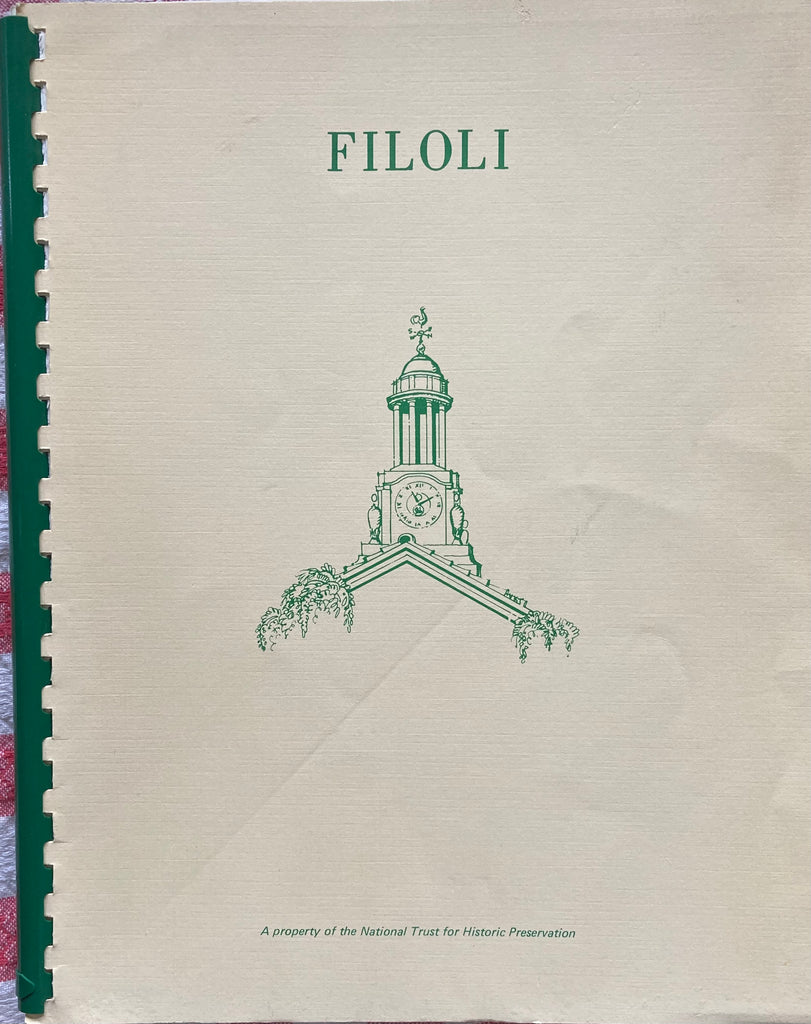 FILOLI
A property of the National Trust for Historic Preservation